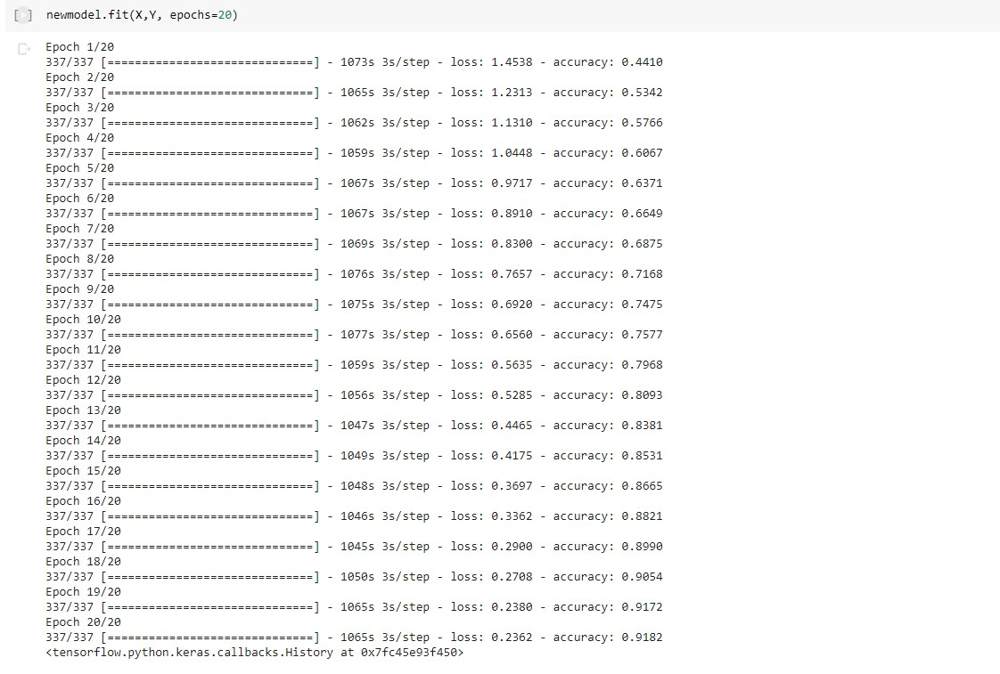 [ ] newmodel.fit(X,Y, epochs=20)
Epoch 1/20
337/337 [==============================] - 1073s 3s/step - loss: 1.4538 - accuracy: 0.4410
Epoch 2/20
337/337 [==============================] - 1065s 3s/step - loss: 1.2313 - accuracy: 0.5342
Epoch 3/20
337/337 [==============================] - 1062s 3s/step - loss: 1.1310 - accuracy: 0.5766
Epoch 4/20
337/337 [==============================] - 1059s 3s/step - loss: 1.0448 - accuracy: 0.6067
Epoch 5/20
337/337 [==============================] - 1067s 3s/step - loss: 0.9717 - accuracy: 0.6371
Epoch 6/20
337/337 [==============================] - 1067s 3s/step - loss: 0.8910 - accuracy: 0.6649
Epoch 7/20
337/337 [==============================] - 1069s 3s/step - loss: 0.8300 - accuracy: 0.6875
Epoch 8/20
337/337 [==============================] - 1076s 3s/step - loss: 0.7657 - accuracy: 0.7168
Epoch 9/20
337/337 [==============================] - 1075s 3s/step - loss: 0.6920 - accuracy: 0.7475
Epoch 10/20
337/337 [==============================] - 1077s 3s/step - loss: 0.6560 - accuracy: 0.7577
Epoch 11/20
337/337 [==============================] - 1059s 3s/step - loss: 0.5635 - accuracy: 0.7968
Epoch 12/20
337/337 [==============================] - 1056s 3s/step - loss: 0.5285 - accuracy: 0.8093
Epoch 13/20
337/337 [==============================] - 1047s 3s/step - loss: 0.4465 - accuracy: 0.8381
Epoch 14/20
337/337 [==============================] - 1049s 3s/step - loss: 0.4175 - accuracy: 0.8531
Epoch 15/20
337/337 [==============================] - 1048s 3s/step - loss: 0.3697 - accuracy: 0.8665
Epoch 16/20
337/337 [==============================] - 1046s 3s/step - loss: 0.3362 - accuracy: 0.8821
Epoch 17/20
337/337 [==============================] - 1045s 3s/step - loss: 0.2900 - accuracy: 0.8990
Epoch 18/20
337/337 [==============================] - 1050s 3s/step - loss: 0.2708 - accuracy: 0.9054
Epoch 19/20
337/337 [==============================] - 1065s 3s/step - loss: 0.2380 - accuracy: 0.9172
Epoch 20/20
337/337 [==============================] - 1065s 3s/step - loss: 0.2362 - accuracy: 0.9182
<tensorflow.python.keras.callbacks.History at 0x7fc45e93f450>